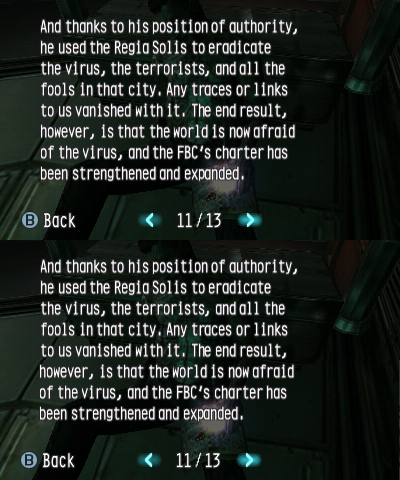 And thanks to his position of authority,
he used the Regia Solis to eradicate
the virus, the terrorists, and all the
fools in that city. Any traces or links
to us vanished with it. The end result,
however, is that the world is now afraid
of the virus, and the FBC's charter has
been strengthened and expanded.
B Back
11/13
And thanks to his position of authority,
he used the Regia Solis to eradicate
the virus, the terrorists, and all the
fools in that city. Any traces or links
to us vanished with it. The end result,
however, is that the world is now afraid
of the virus, and the FBC's charter has
been strengthened and expanded.
B Back
11/13